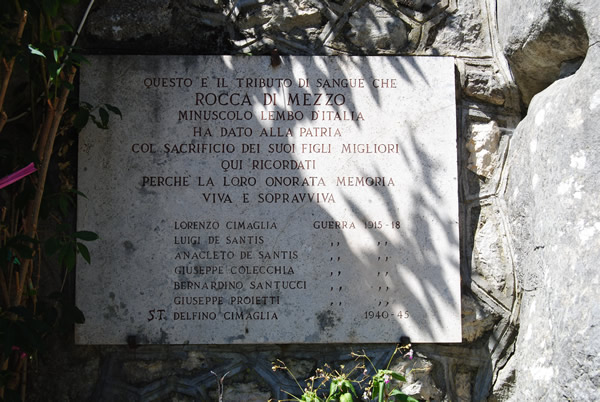 QUESTO E IL TRIBUTO DI SANGUE CHE
ROCCA DI MEZZO
MINUSCOLO LEMBO D'ITALIA
HA DATO ALLA PATRIA
COL SACRIFICIO DEI SUOI FIGLI MIGLIORI
QUI RICORDATI
PERCHE LA LORO ONORATA MEMORIA
VIVA E SOPRAVVIVA
LORENZO CIMAGLIA GUERRA 1915-18
LUIGI DE SANTIS ,, ,,
ANACLETO DE SANTIS ,, ,,
GIUSEPPE COLECCHIA ,, ,,
BERNARDINO SANTUCCI ,, ,,
GIUSEPPE PROIETTI ,, ,,
S.T. DELFINO CIMAGLIA 1940-45